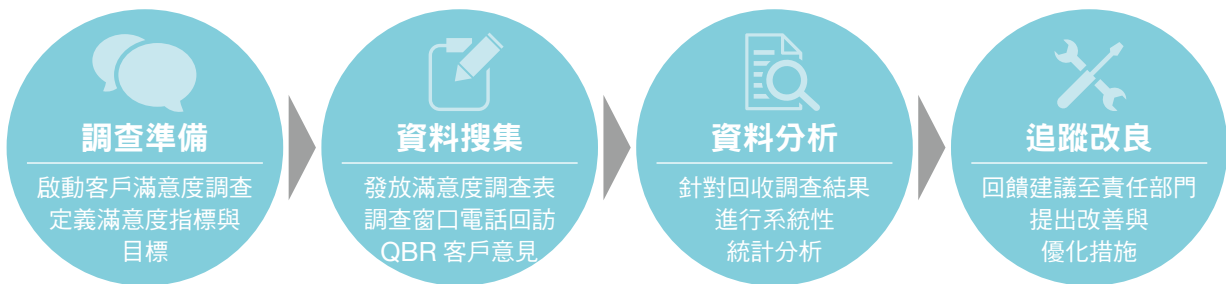 調查準備
啟動客戶滿意度調查
定義滿意度指標與
目標
資料搜集
發放滿意度調查表
調查窗口電話回訪
QBR 客戶意見
資料分析
針對回收調查結果
進行系統性
統計分析
追蹤改良
回饋建議至責任部門
提出改善與
優化措施